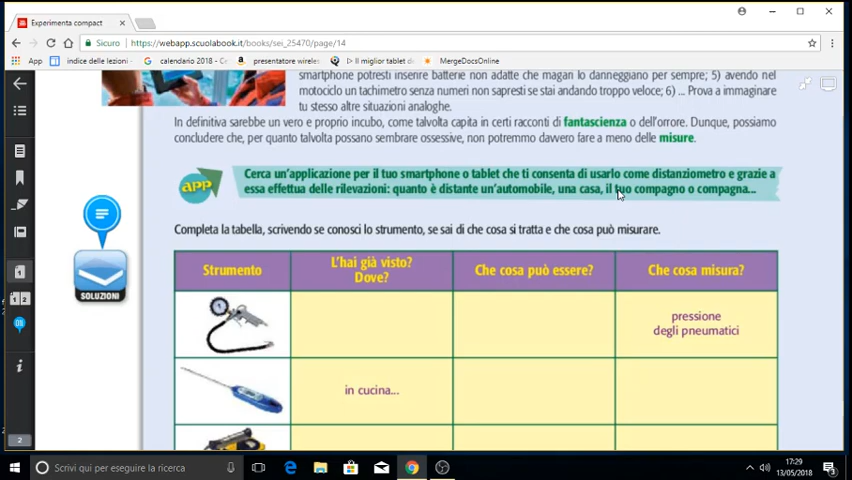 Experimenta compact
Sicuro
https://webapp.scuolabook.it/books/sei_25470/page/14
App
indice delle lezioni -
calendario 2018 - Ce
presentatore wireles
Il miglior tablet d
MergeDocsOnline
smartphone potresti inserire batterie non adatte che magari lo danneggiano per sempre; 5) avendo nel
motociclo un tachimetro senza numeri non sapresti se stai andando troppo veloce; 6) ... Prova a immaginare
tu stesso altre situazioni analoghe.
In definitiva sarebbe un vero e proprio incubo, come talvolta capita in certi racconti di fantascienza o dell'orrore. Dunque, possiamo
concludere che, per quanto talvolta possano sembrare ossessive, non potremmo davvero fare a meno delle misure.
APP
Cerca un'applicazione per il tuo smartphone o tablet che ti consenta di usarlo come distanziometro e grazie a
essa effettua delle rilevazioni: quanto è distante un'automobile, una casa, il tuo compagno o compagna...
Completa la tabella, scrivendo se conosci lo strumento, se sai di che cosa si tratta e che cosa può misurare.
SOLUZIONI
Strumento
L'hai già visto?
Dove?
Che cosa può essere?
Che cosa misura?
pressione
degli pneumatici
in cucina...
2
Scrivi qui per eseguire la ricerca
17:29
13/05/2018